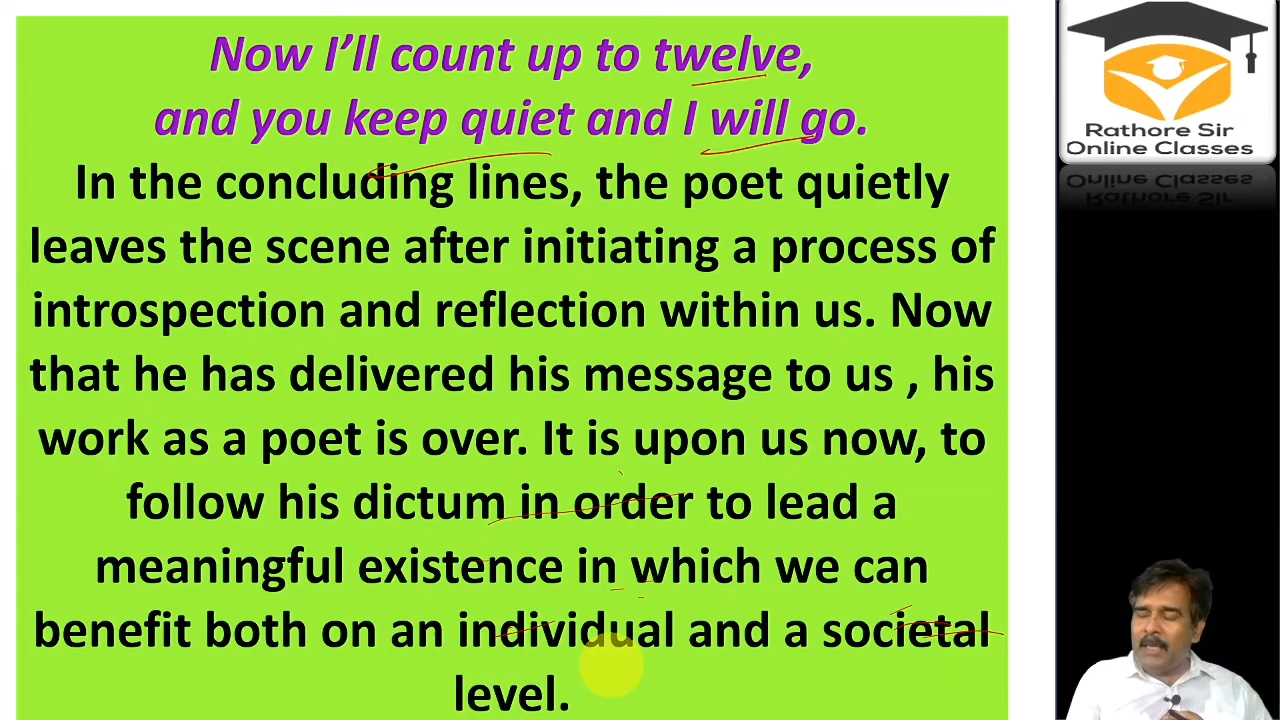 Now I'll count up to twelve,
and you keep quiet and I will go.
In the concluding lines, the poet quietly
leaves the scene after initiating a process of
introspection and reflection within us. Now
that he has delivered his message to us , his
work as a poet is over. It is upon us now, to
follow his dictum in order to lead a
meaningful existence in which we can
benefit both on an individual and a societal
level.
Rathore Sir
Online Classes